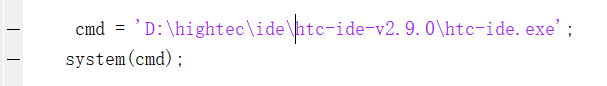 cmd = 'D:\hightec\ide\htc-ide-v2.9.0\htc-ide.exe';
system(cmd);